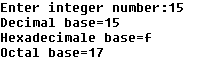 Enter integer number:15
Decimal base=15
Hexadecimale base=f
Octal base=17